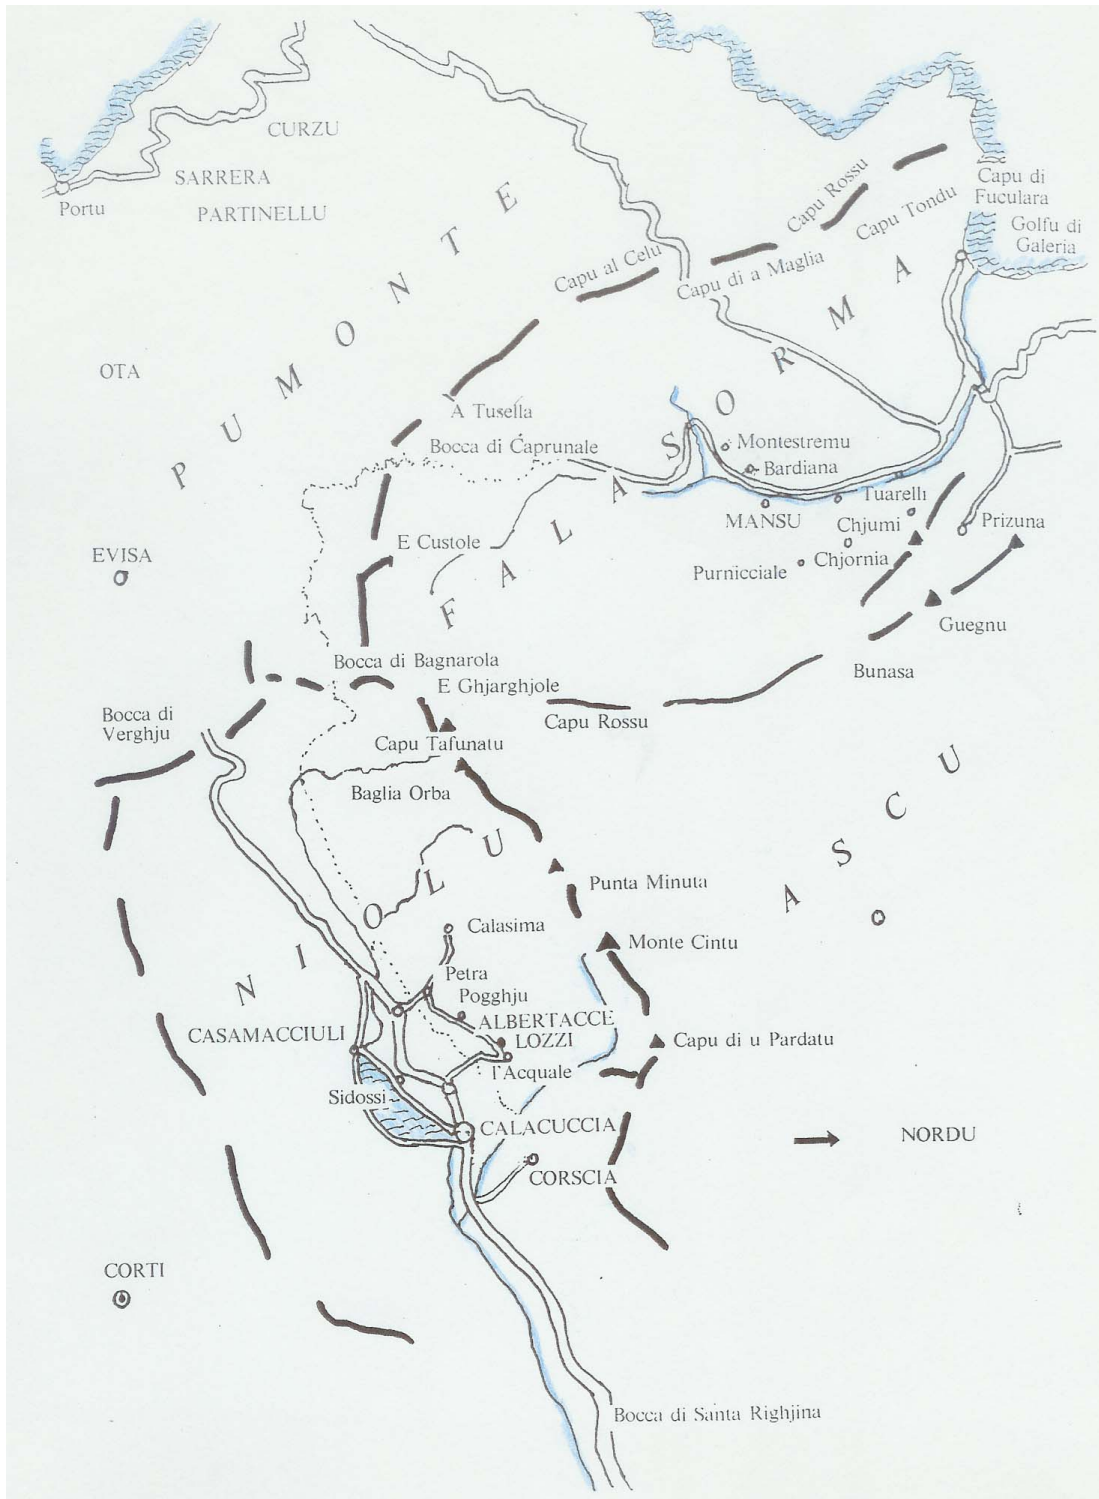 CURZU
SARRERA
Portu
PARTINELLU
Capu di
Fuculara
Golfu di
Galeria
Capu Rossu
Capu Tondu
Capu al Celu
Capu di a Maglia
PUMONTE
OTA
A Tusella
Bocca di Caprunale
FALASORMA
Montestremu
Bardiana
Tuarelli
MANSU
Chjumi
Prizuna
E Custole
Chjornia
Purnicciale
EVISA
Guegnu
Bocca di Bagnarola
E Ghjarghjole
Bunasa
Bocca di
Verghju
Capu Rossu
Capu Tafunatu
Baglia Orba
ASCU
Punta Minuta
NIOLU
Calasima
Monte Cintu
Petra
Pogghju
ALBERTACCE
CASAMACCIULI
LOZZI
Capu di u Pardatu
l'Acquale
Sidossi
CALACUCCIA
NORDU
CORSCIA
CORTI
Bocca di Santa Righjina